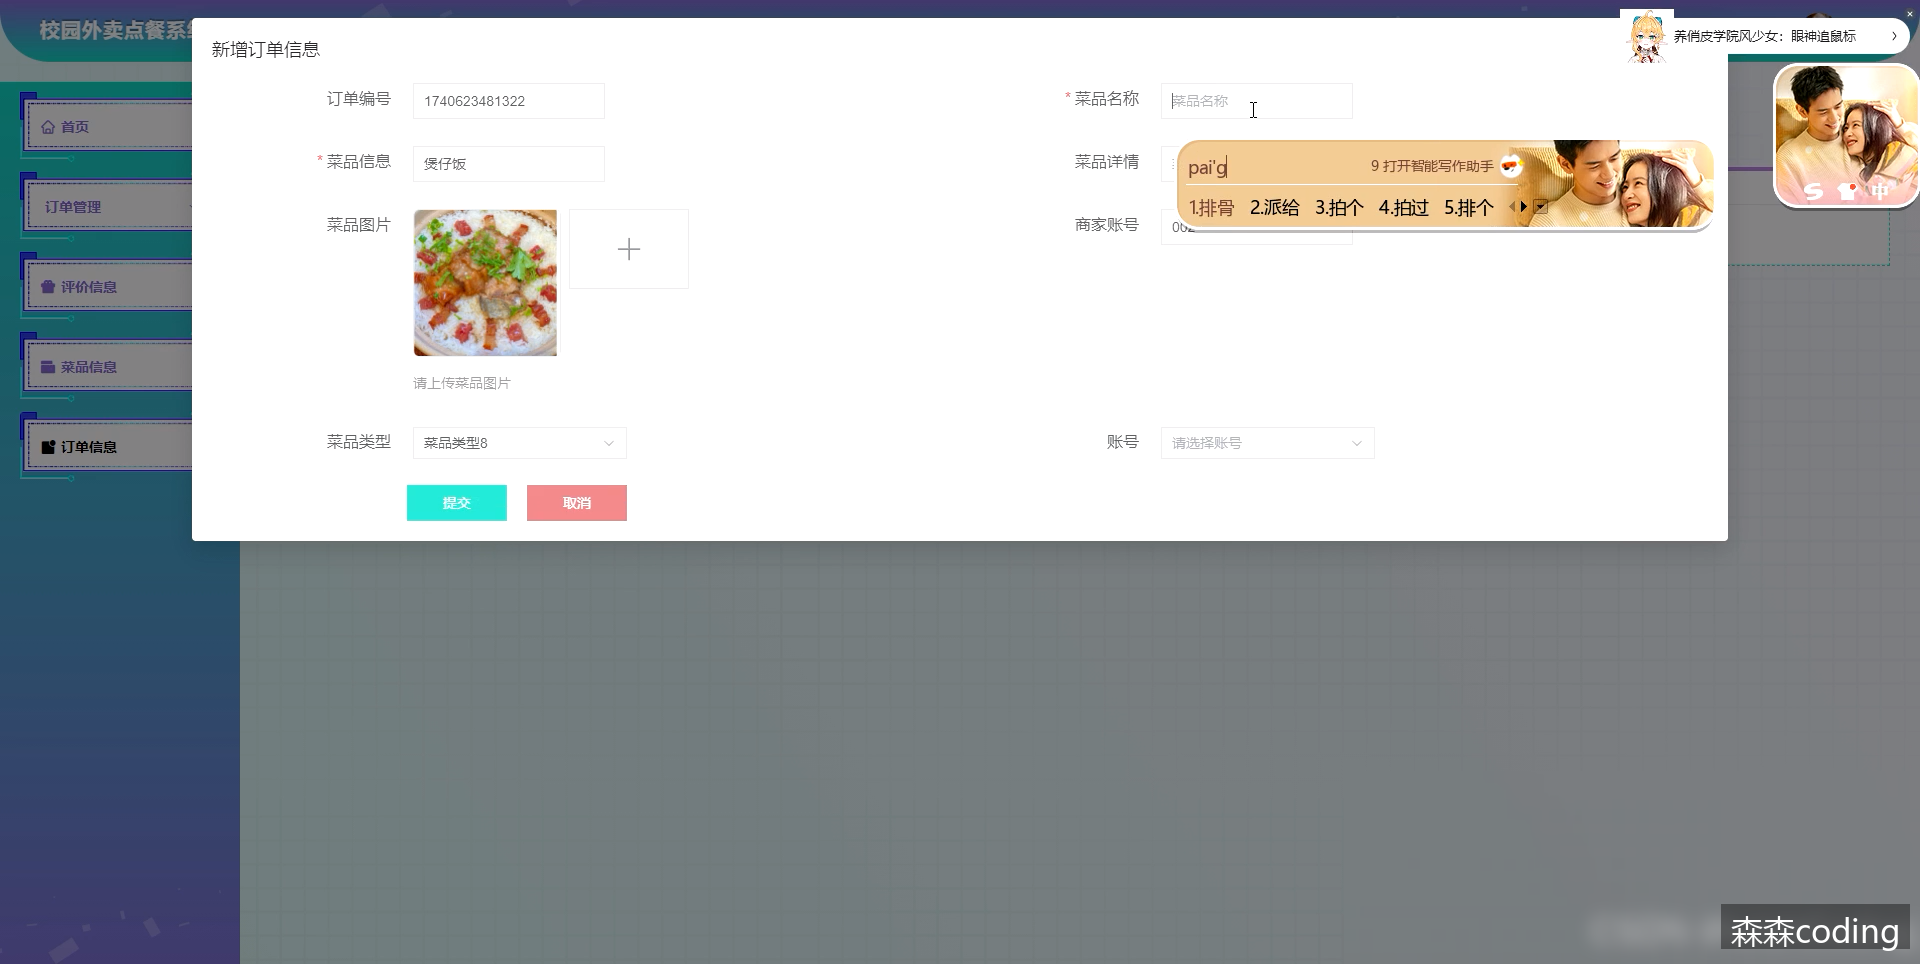 校园外卖点餐系
养俏皮学院风少女：眼神追鼠标
新增订单信息
订单编号 1740623481322
* 菜品名称 菜品名称
* 菜品信息 煲仔饭
菜品详情
pai'g 9 打开智能写作助手
1.排骨 2.派给 3.拍个 4.拍过 5.排个
菜品图片
商家账号 002
请上传菜品图片
菜品类型 菜品类型8
账号 请选择账号
提交 取消
首页
订单管理
评价信息
菜品信息
订单信息
中
森森coding